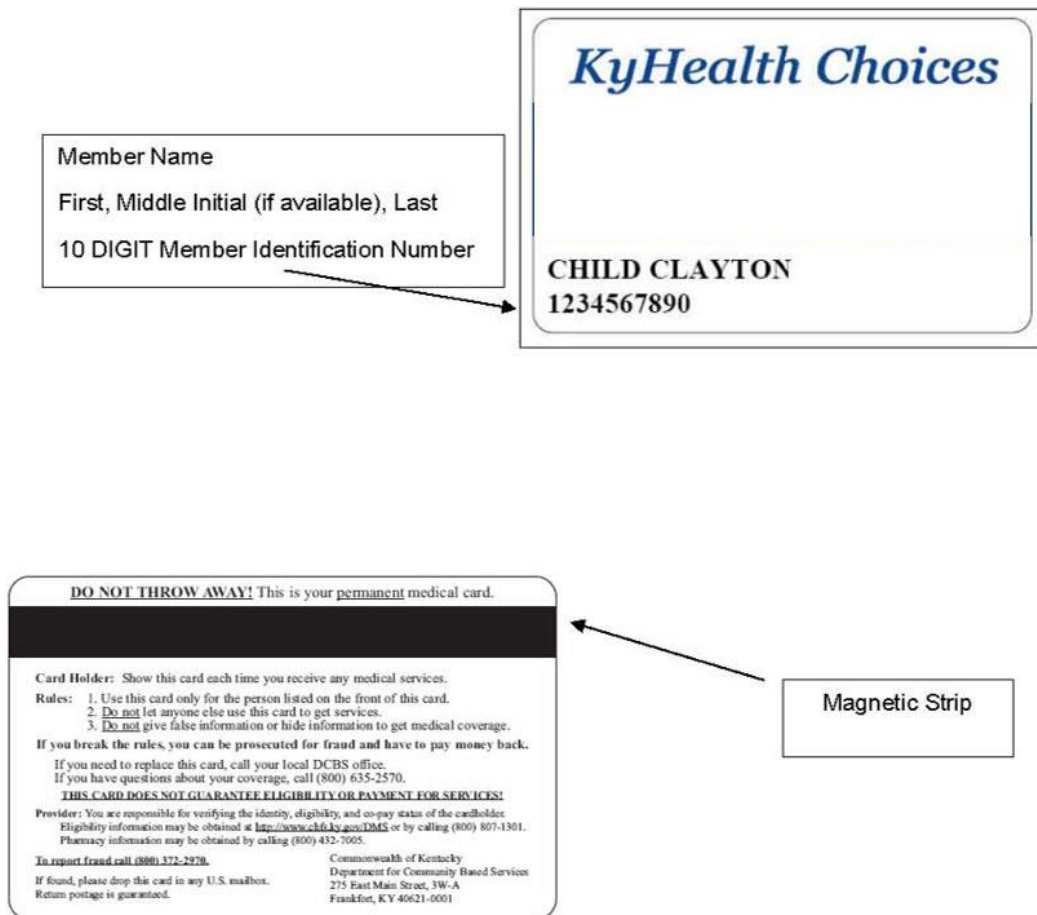 KyHealth Choices
Member Name
First, Middle Initial (if available), Last
10 DIGIT Member Identification Number
CHILD CLAYTON
1234567890
DO NOT THROW AWAY! This is your permanent medical card.
Card Holder: Show this card each time you receive any medical services.
Rules: 1. Use this card only for the person listed on the front of this card.
2. Do not let anyone else use this card to get services.
3. Do not give false information or hide information to get medical coverage.
If you break the rules, you can be prosecuted for fraud and have to pay money back.
If you need to replace this card, call your local DCBS office.
If you have questions about your coverage, call (800) 635-2570.
THIS CARD DOES NOT GUARANTEE ELIGIBILITY OR PAYMENT FOR SERVICES!
Provider: You are responsible for verifying the identity, eligibility, and co-pay status of the cardholder.
Eligibility information may be obtained at http://www.chfs.ky.gov/DMS or by calling (800) 807-1301.
Pharmacy information may be obtained by calling (800) 432-7005.
To report fraud call (800) 372-2970.
If found, please drop this card in any U.S. mailbox.
Return postage is guaranteed.
Commonwealth of Kentucky
Department for Community Based Services
275 East Main Street, 3W-A
Frankfort, KY 40621-0001
Magnetic Strip